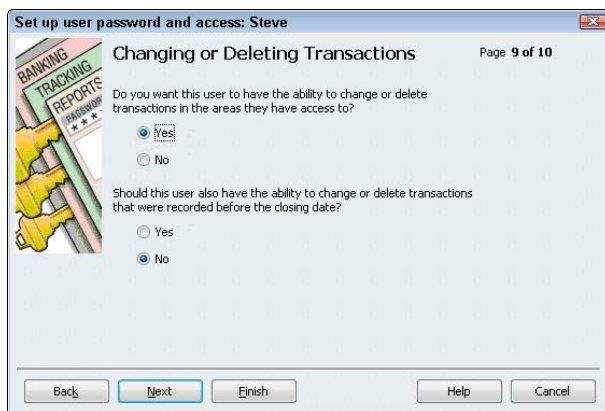 Set up user password and access: Steve
BANKING
TRACKING
REPORTS
PASSWORD
****
Changing or Deleting Transactions
Page 9 of 10
Do you want this user to have the ability to change or delete
transactions in the areas they have access to?
Yes
No
Should this user also have the ability to change or delete transactions
that were recorded before the closing date?
Yes
No
Back
Next
Finish
Help
Cancel